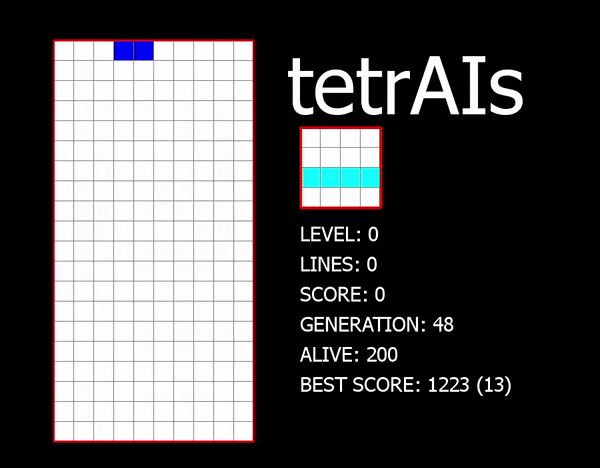 tetrAIs
LEVEL: 0
LINES: 0
SCORE: 0
GENERATION: 48
ALIVE: 200
BEST SCORE: 1223 (13)